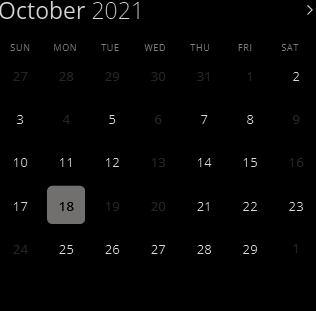 October 2021
SUN MON TUE WED THU FRI SAT
27 28 29 30 31 1 2
3 4 5 6 7 8 9
10 11 12 13 14 15 16
17 18 19 20 21 22 23
24 25 26 27 28 29 1